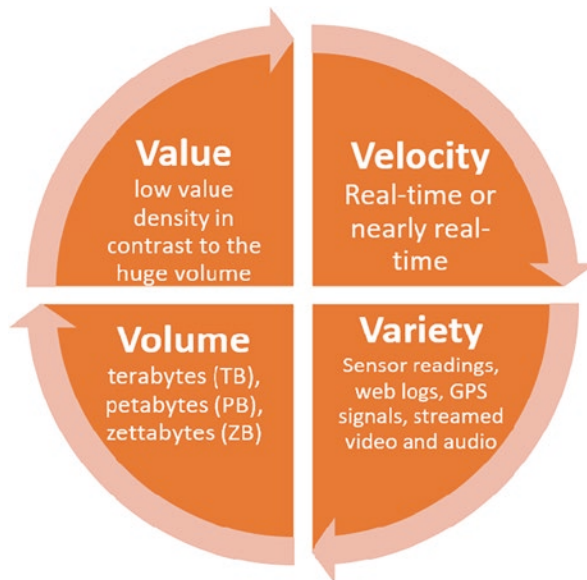 Value
low value
density in
contrast to the
huge volume
Velocity
Real-time or
nearly real-
time
Volume
terabytes (TB),
petabytes (PB),
zettabytes (ZB)
Variety
Sensor readings,
web logs, GPS
signals, streamed
video and audio